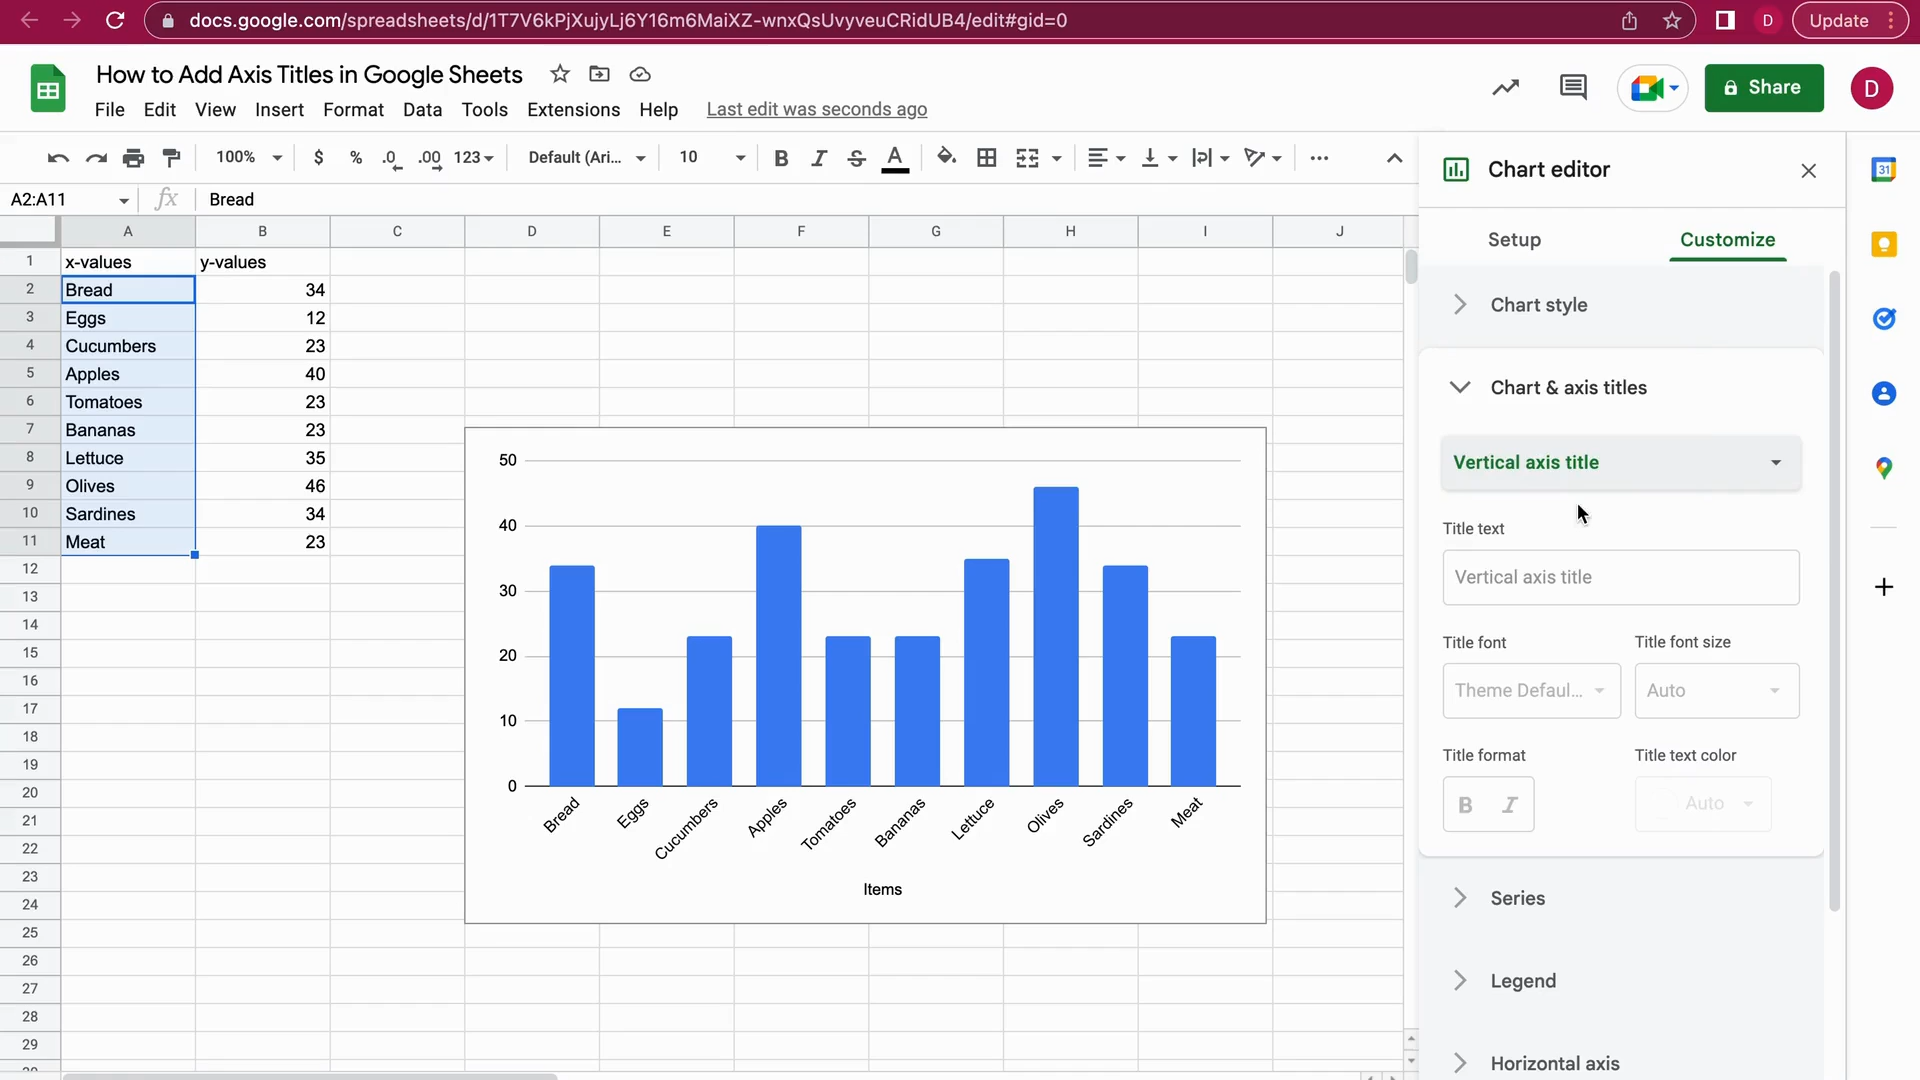 docs.google.com/spreadsheets/d/1T7V6kPjXujyLj6Y16m6MaiXZ-wnxQsUvyveuCRidUB4/edit#gid=0
D
Update
How to Add Axis Titles in Google Sheets
File Edit View Insert Format Data Tools Extensions Help Last edit was seconds ago
Share
D
100% $ % .0 .00 123 Default (Ari... 10 B I S A
A2:A11 fx Bread
A B C D E F G H I J
1 x-values y-values
2 Bread 34
3 Eggs 12
4 Cucumbers 23
5 Apples 40
6 Tomatoes 23
7 Bananas 23
8 Lettuce 35
9 Olives 46
10 Sardines 34
11 Meat 23
12
13
14
15
16
17
18
19
20
21
22
23
24
25
26
27
28
29
50
40
30
20
10
0
Bread Eggs Cucumbers Apples Tomatoes Bananas Lettuce Olives Sardines Meat
Items
Chart editor
Setup Customize
Chart style
Chart & axis titles
Vertical axis title
Title text
Vertical axis title
Title font Title font size
Theme Defaul... Auto
Title format Title text color
B I Auto
Series
Legend
Horizontal axis
31